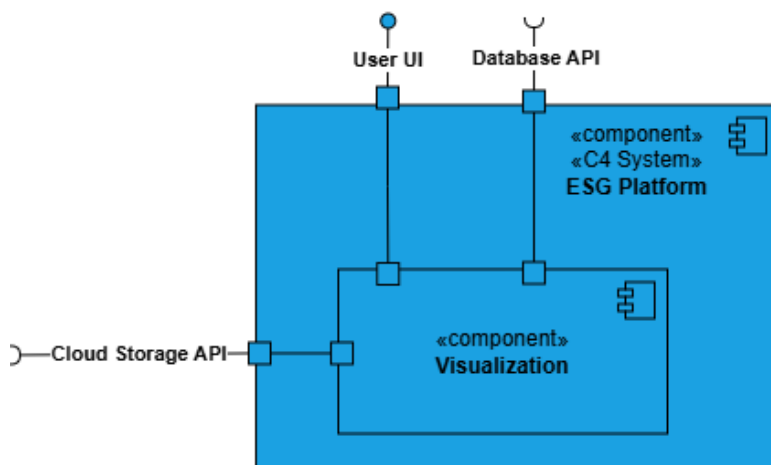 User UI
Database API
«component»
«C4 System»
ESG Platform
Cloud Storage API
«component»
Visualization